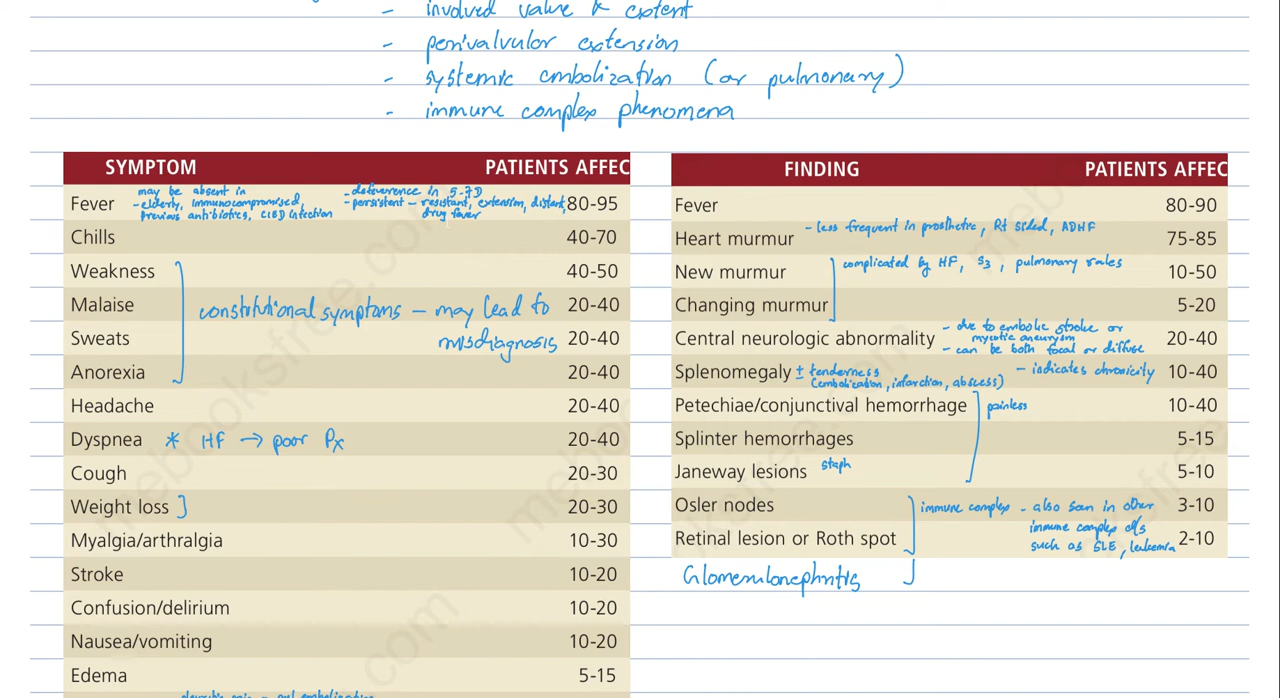 - involved valve & extent
- perivalvular extension
- systemic embolization (or pulmonary)
- immune complex phenomena
SYMPTOM PATIENTS AFFEC
Fever may be absent in - elderly, immunocompromised, previous antibiotics, CIED infection - defervescence in 5-7D - persistent - resistant, extension, distant, drug fever 80-95
Chills 40-70
Weakness 40-50
Malaise 20-40
constitutional symptoms - may lead to misdiagnosis
Sweats 20-40
Anorexia 20-40
Headache 20-40
Dyspnea * HF → poor Px 20-40
Cough 20-30
Weight loss 20-30
Myalgia/arthralgia 10-30
Stroke 10-20
Confusion/delirium 10-20
Nausea/vomiting 10-20
Edema 5-15
FINDING PATIENTS AFFEC
Fever 80-90
Heart murmur - less frequent in prosthetic, Rt sided, ADHF 75-85
New murmur 10-50
complicated by HF, S3, pulmonary rales
Changing murmur 5-20
Central neurologic abnormality - due to embolic stroke or mycotic aneurysm - can be both focal or diffuse 20-40
Splenomegaly ± tenderness (embolization, infarction, abscess) - indicates chronicity 10-40
Petechiae/conjunctival hemorrhage painless 10-40
Splinter hemorrhages 5-15
Janeway lesions staph 5-10
Osler nodes 3-10
immune complex - also seen in other immune complex d/s such as SLE, leukemia
Retinal lesion or Roth spot 2-10
Glomerulonephritis